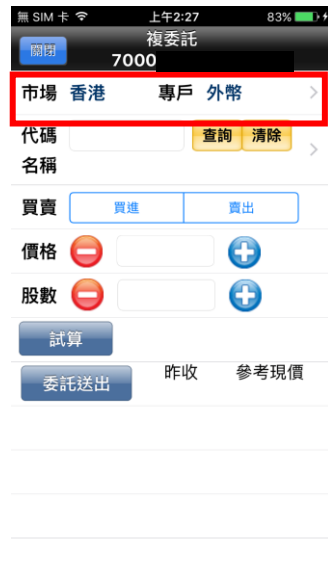 無 SIM 卡 上午2:27 83%
關閉 複委託
7000
市場 香港 專戶 外幣
代碼 查詢 清除
名稱
買賣 買進 賣出
價格
股數
試算
委託送出 昨收 參考現價